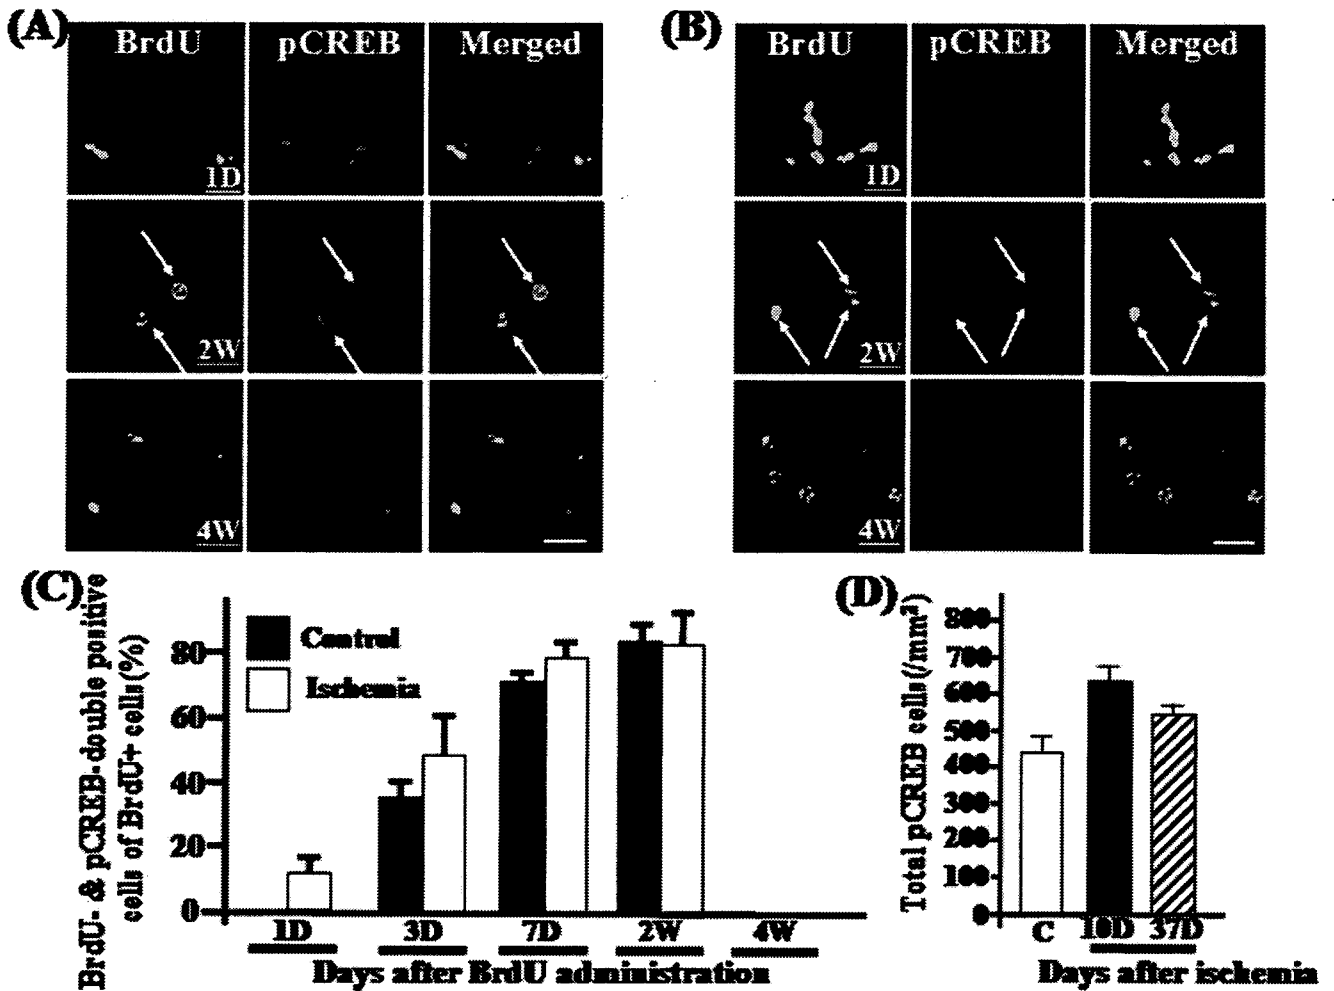 (A)
BrdU pCREB Merged
1D
2W
4W
(B)
BrdU pCREB Merged
1D
2W
4W
(C)
BrdU- & pCREB-double positive
cells of BrdU+ cells(%)
80
60
40
20
0
Control
Ischemia
1D 3D 7D 2W 4W
Days after BrdU administration
(D)
Total pCREB cells(/mm²)
800
700
600
500
400
300
200
100
0
C 10D 37D
Days after ischemia